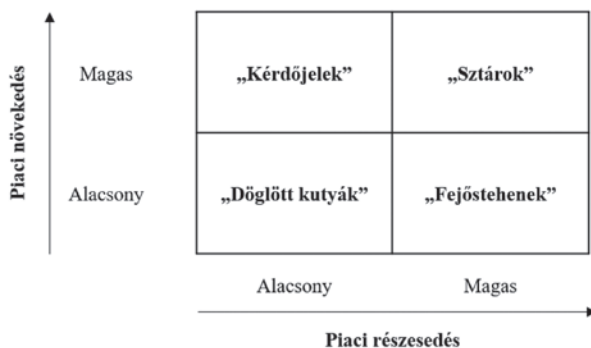 Piaci növekedés
Magas
„Kérdőjelek”
„Sztárok”
Alacsony
„Döglött kutyák”
„Fejőstehenek”
Alacsony
Magas
Piaci részesedés